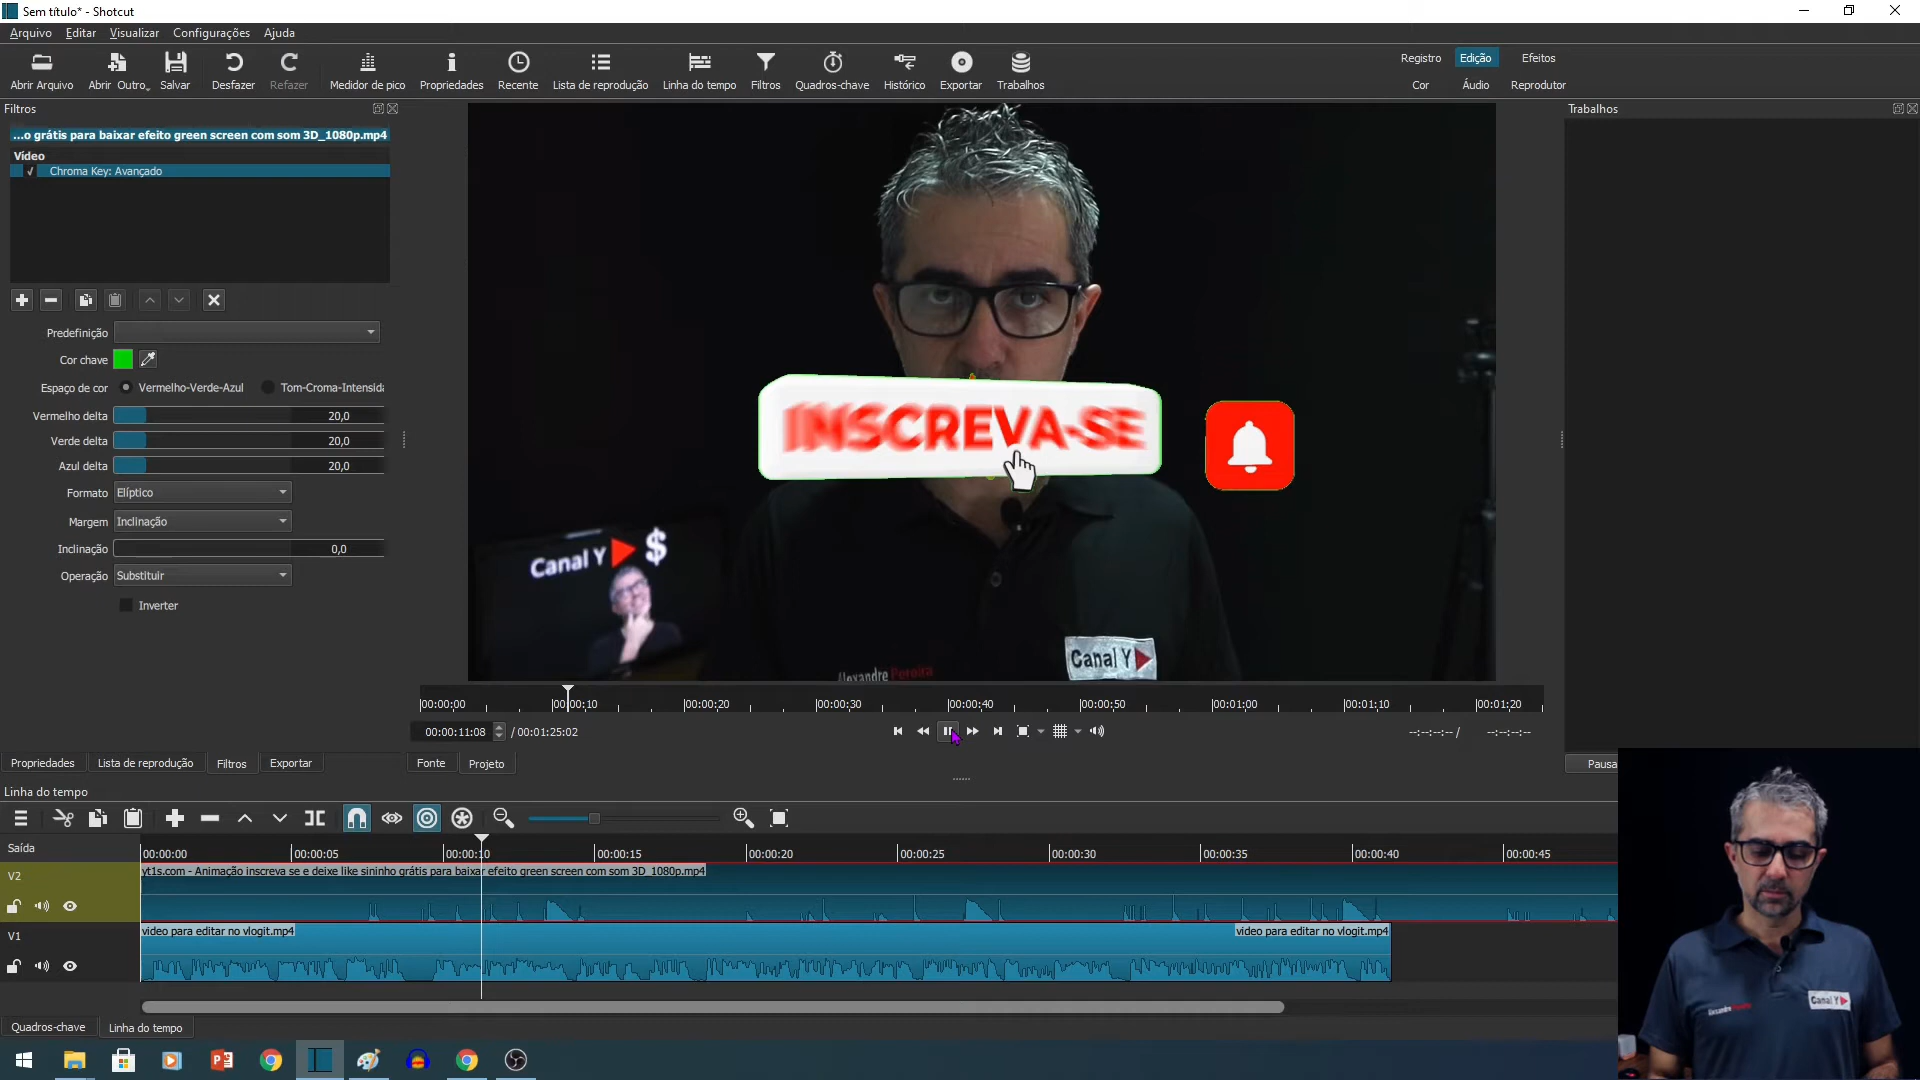 Sem título* - Shotcut
Arquivo Editar Visualizar Configurações Ajuda
Abrir Arquivo Abrir Outro Salvar Desfazer Refazer Medidor de pico Propriedades Recente Lista de reprodução Linha do tempo Filtros Quadros-chave Histórico Exportar Trabalhos
Registro Edição Efeitos
Cor Áudio Reprodutor
Filtros
Trabalhos
...o grátis para baixar efeito green screen com som 3D_1080p.mp4
Vídeo
Chroma Key: Avançado
Predefinição
Cor chave
Espaço de cor Vermelho-Verde-Azul Tom-Croma-Intensida
Vermelho delta 20,0
Verde delta 20,0
Azul delta 20,0
Formato Elíptico
Margem Inclinação
Inclinação 0,0
Operação Substituir
Inverter
INSCREVA-SE
Canal Y $
Canal Y
Alexandre Pereira
00:00:00 00:00:10 00:00:20 00:00:30 00:00:40 00:00:50 00:01:00 00:01:10 00:01:20
00:00:11:08 / 00:01:25:02
--:--:--:-- / --:--:--:--
Propriedades Lista de reprodução Filtros Exportar
Fonte Projeto
Pausa
Linha do tempo
Saída
00:00:00 00:00:05 00:00:10 00:00:15 00:00:20 00:00:25 00:00:30 00:00:35 00:00:40 00:00:45
V2
yt1s.com - Animação inscreva se e deixe like sininho grátis para baixar efeito green screen com som 3D_1080p.mp4
V1
video para editar no vlogit.mp4
video para editar no vlogit.mp4
Quadros-chave Linha do tempo
Canal Y